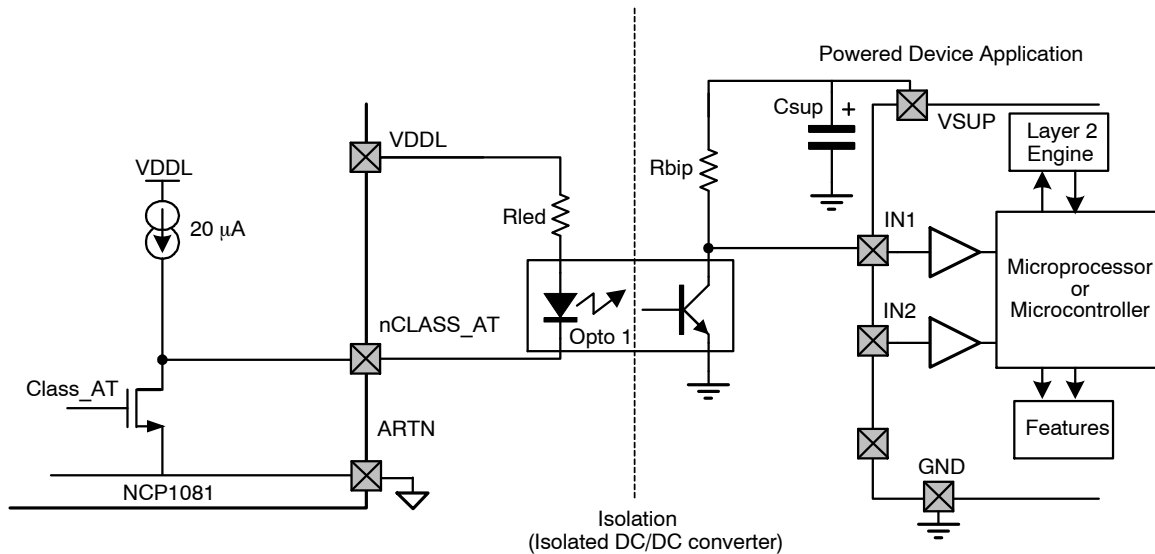 Powered Device Application
Csup
+
VSUP
VDDL
Layer 2
Engine
VDDL
Rbip
Rled
20 μA
IN1
Microprocessor
or
Microcontroller
nCLASS_AT
IN2
Opto 1
Class_AT
ARTN
Features
GND
NCP1081
Isolation
(Isolated DC/DC converter)